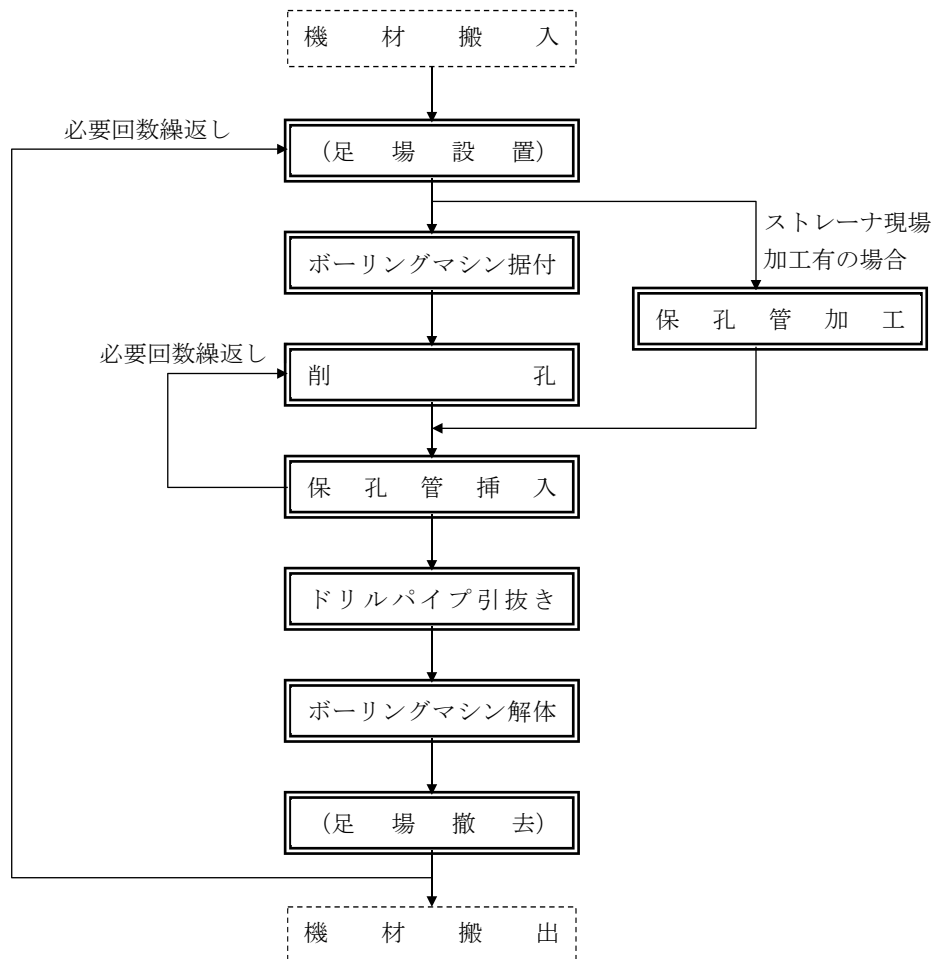 機材搬入
必要回数繰返し
(足場設置)
ストレーナ現場
加工有の場合
ボーリングマシン据付
保孔管加工
必要回数繰返し
削孔
保孔管挿入
ドリルパイプ引抜き
ボーリングマシン解体
(足場撤去)
機材搬出